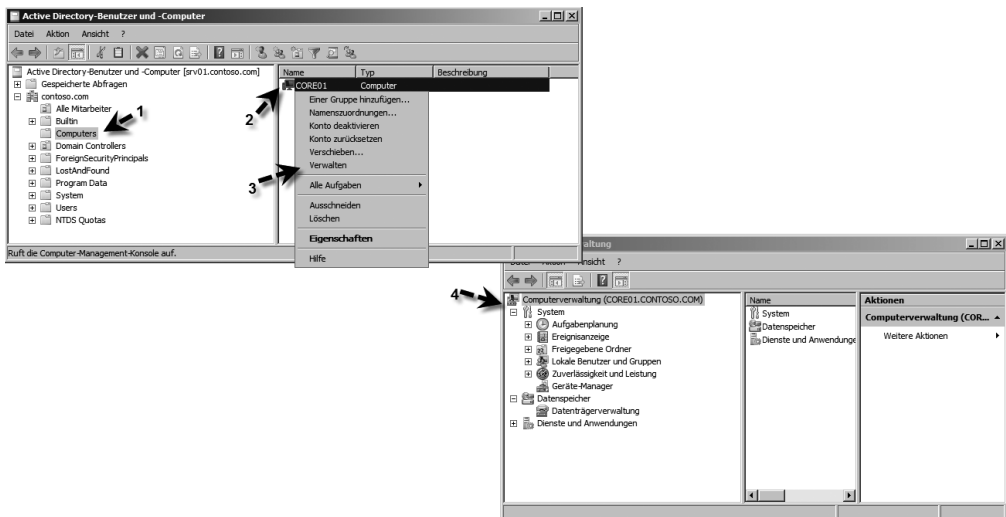 Active Directory-Benutzer und -Computer
Datei Aktion Ansicht ?
Active Directory-Benutzer und -Computer [srv01.contoso.com]
Gespeicherte Abfragen
contoso.com
Alle Mitarbeiter
Builtin
Computers
Domain Controllers
ForeignSecurityPrincipals
LostAndFound
Program Data
System
Users
NTDS Quotas
1
Name Typ Beschreibung
CORE01 Computer
2
Einer Gruppe hinzufügen...
Namenszuordnungen...
Konto deaktivieren
Konto zurücksetzen
Verschieben...
Verwalten
3
Alle Aufgaben
Ausschneiden
Löschen
Eigenschaften
Hilfe
Ruft die Computer-Management-Konsole auf.
Ansicht ?
4
Computerverwaltung (CORE01.CONTOSO.COM)
System
Aufgabenplanung
Ereignisanzeige
Freigegebene Ordner
Lokale Benutzer und Gruppen
Zuverlässigkeit und Leistung
Geräte-Manager
Datenspeicher
Datenträgerverwaltung
Dienste und Anwendungen
Name
System
Datenspeicher
Dienste und Anwendunge
Aktionen
Computerverwaltung (COR...
Weitere Aktionen